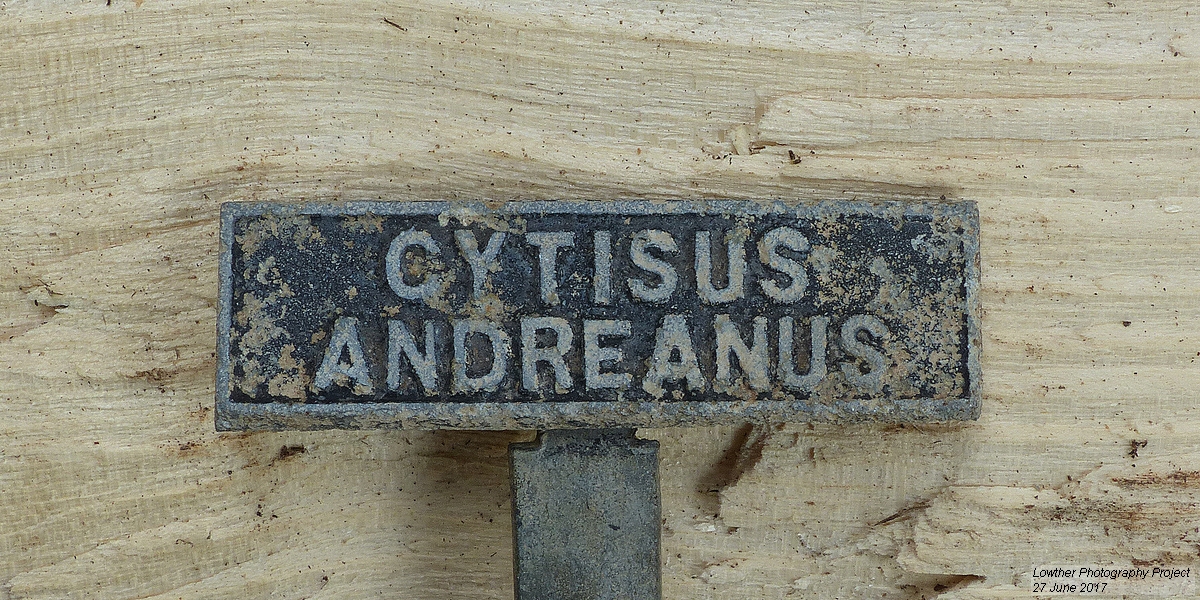 CYTISUS
ANDREANUS
Lowther Photography Project
27 June 2017